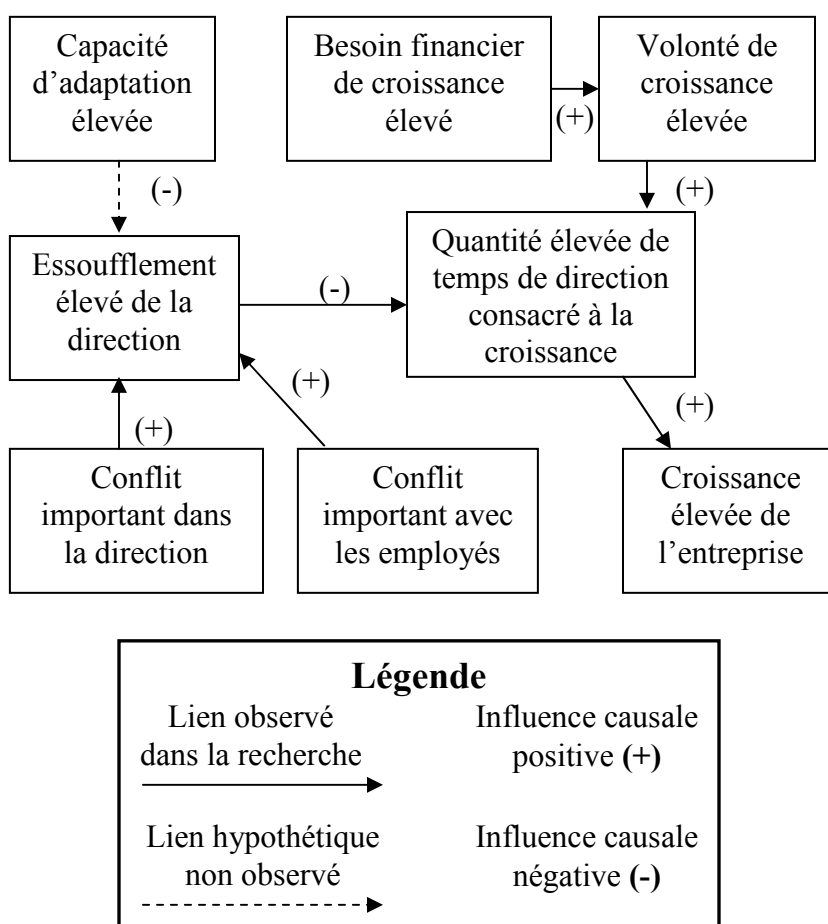 Capacité
d’adaptation
élevée
Besoin financier
de croissance
élevé
(+)
Volonté de
croissance
élevée
(-)
(+)
Essoufflement
élevé de la
direction
(-)
Quantité élevée de
temps de direction
consacré à la
croissance
(+)
(+)
(+)
Conflit
important dans
la direction
Conflit
important avec
les employés
Croissance
élevée de
l’entreprise
Légende
Lien observé
dans la recherche
Influence causale
positive (+)
Lien hypothétique
non observé
Influence causale
négative (-)